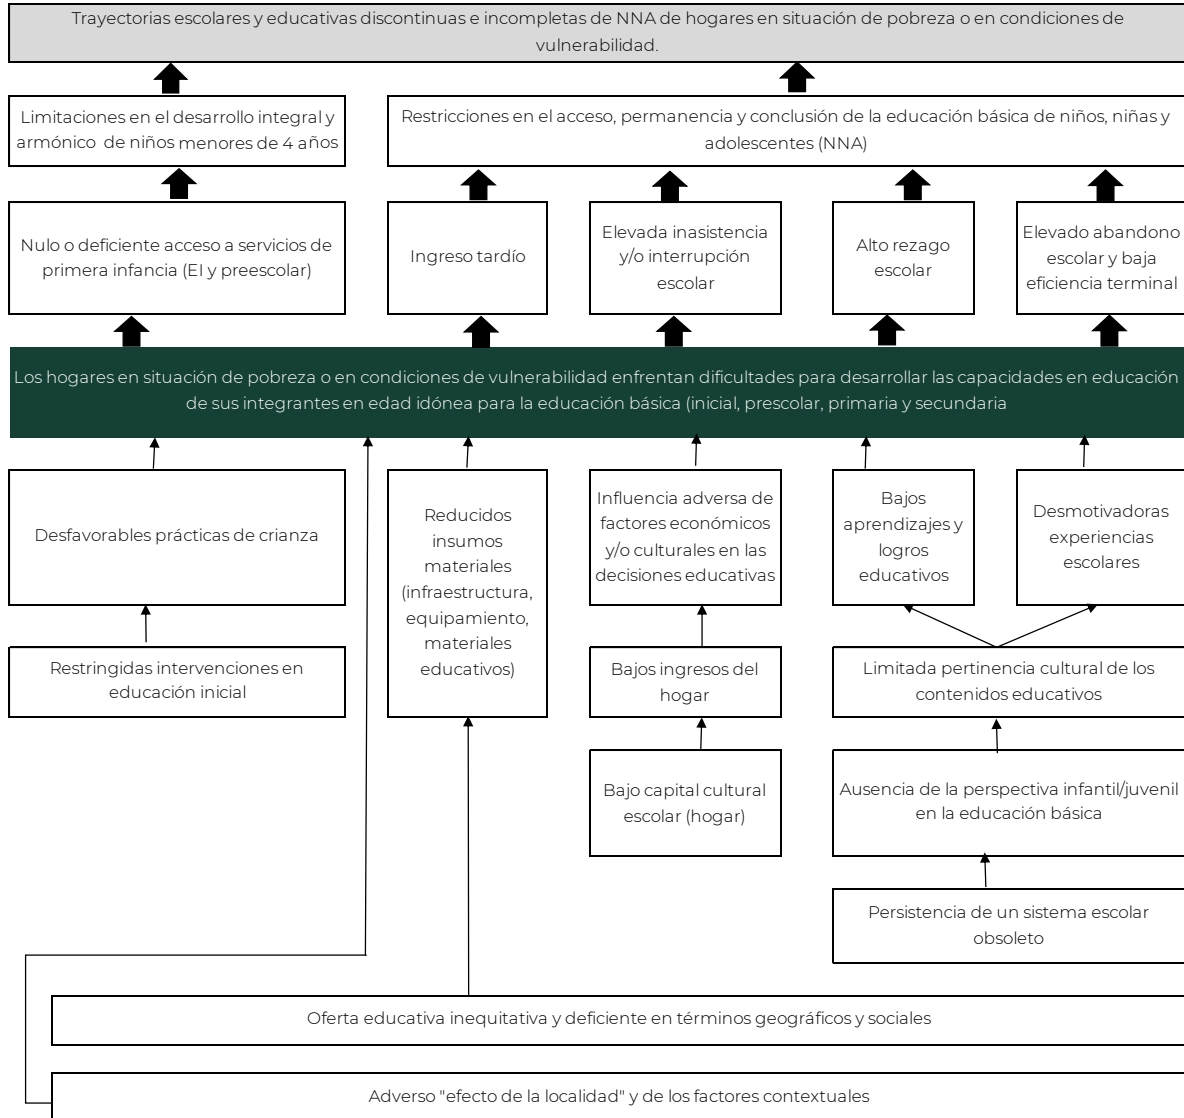 Trayectorias escolares y educativas discontinuas e incompletas de NNA de hogares en situación de pobreza o en condiciones de
vulnerabilidad.
Limitaciones en el desarrollo integral y
armónico de niños menores de 4 años
Restricciones en el acceso, permanencia y conclusión de la educación básica de niños, niñas y
adolescentes (NNA)
Nulo o deficiente acceso a servicios de
primera infancia (EI y preescolar)
Ingreso tardío
Elevada inasistencia
y/o interrupción
escolar
Alto rezago
escolar
Elevado abandono
escolar y baja
eficiencia terminal
Los hogares en situación de pobreza o en condiciones de vulnerabilidad enfrentan dificultades para desarrollar las capacidades en educación
de sus integrantes en edad idónea para la educación básica (inicial, prescolar, primaria y secundaria
Desfavorables prácticas de crianza
Reducidos
insumos
materiales
(infraestructura,
equipamiento,
materiales
educativos)
Influencia adversa de
factores económicos
y/o culturales en las
decisiones educativas
Bajos
aprendizajes y
logros
educativos
Desmotivadoras
experiencias
escolares
Restringidas intervenciones en
educación inicial
Bajos ingresos del
hogar
Limitada pertinencia cultural de los
contenidos educativos
Bajo capital cultural
escolar (hogar)
Ausencia de la perspectiva infantil/juvenil
en la educación básica
Persistencia de un sistema escolar
obsoleto
Oferta educativa inequitativa y deficiente en términos geográficos y sociales
Adverso "efecto de la localidad" y de los factores contextuales